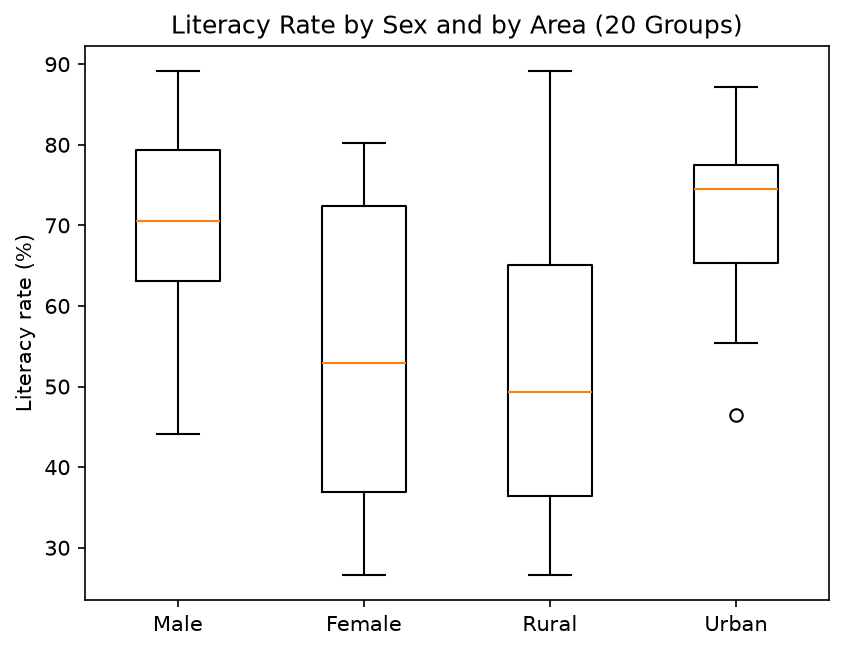 Literacy Rate by Sex and by Area (20 Groups)
Literacy rate (%)
90
80
70
60
50
40
30
Male
Female
Rural
Urban